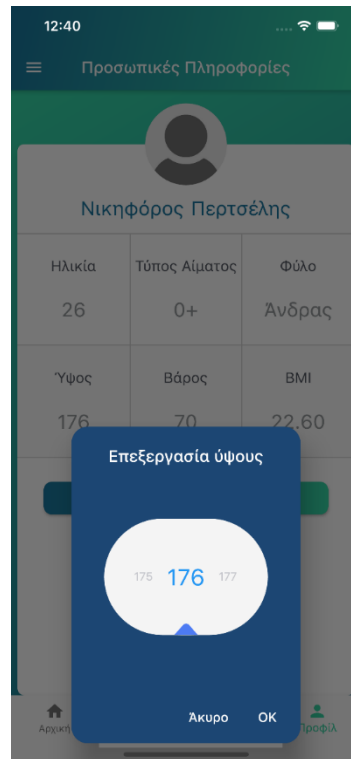 12:40
Προσωπικές Πληροφορίες
Νικηφόρος Περτσέλης
Ηλικία Τύπος Αίματος Φύλο
26 0+ Άνδρας
Ύψος Βάρος BMI
176 70 22.60
Επεξεργασία ύψους
175 176 177
Άκυρο OK
Αρχική Προφίλ